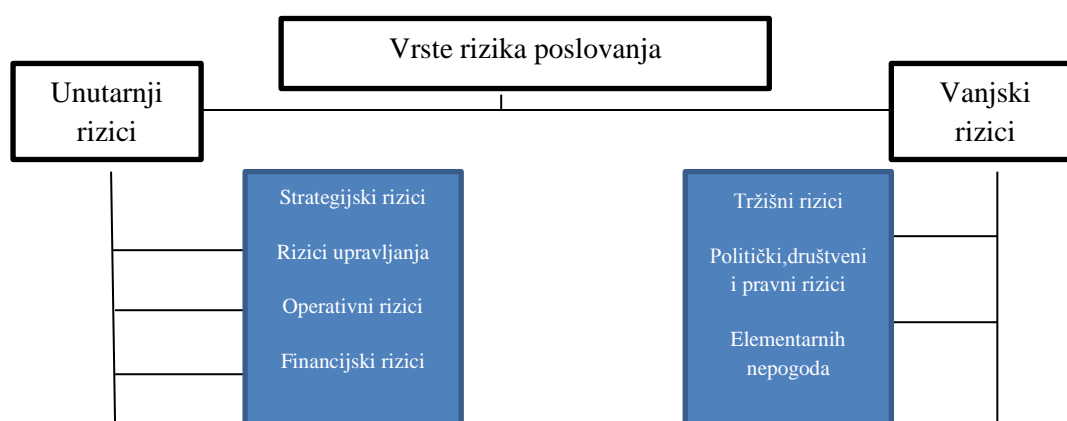 Vrste rizika poslovanja
Unutarnji
rizici
Vanjski
rizici
Strategijski rizici
Rizici upravljanja
Operativni rizici
Financijski rizici
Tržišni rizici
Politički,društveni
i pravni rizici
Elementarnih
nepogoda